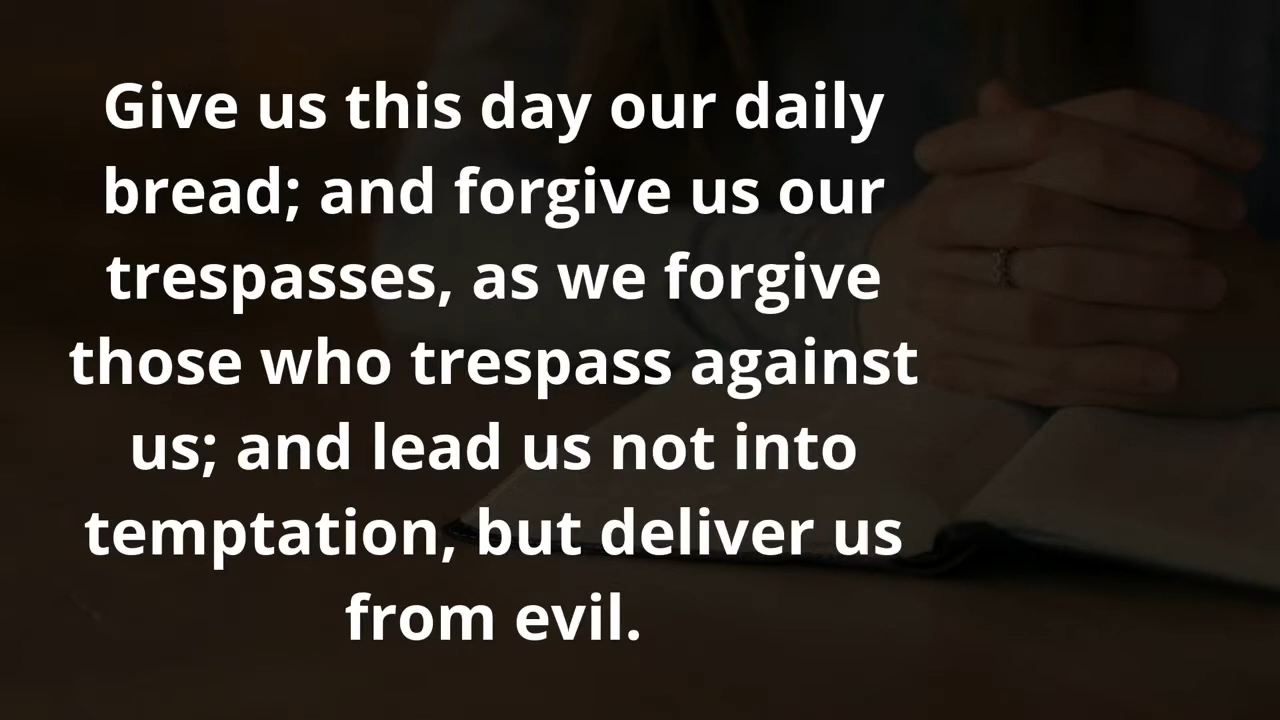 Give us this day our daily
bread; and forgive us our
trespasses, as we forgive
those who trespass against
us; and lead us not into
temptation, but deliver us
from evil.